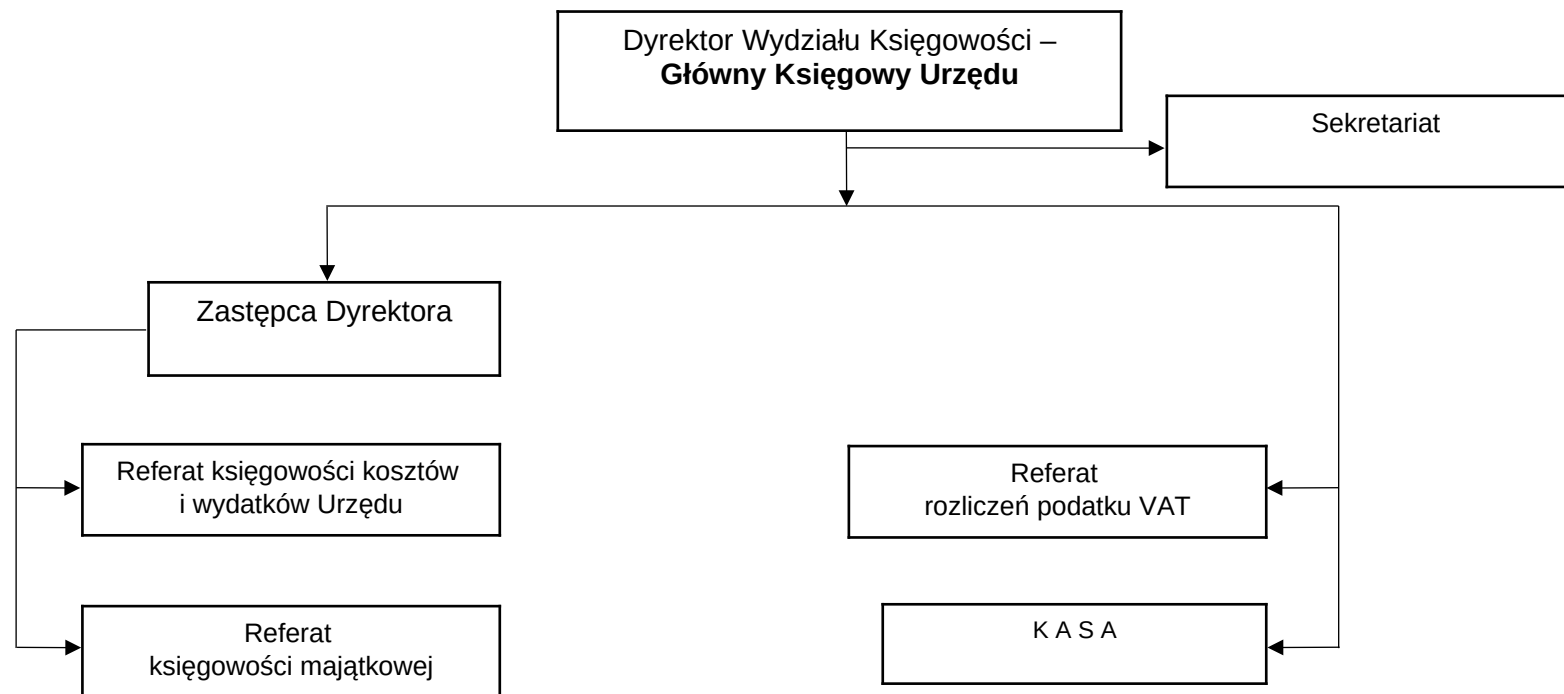 Dyrektor Wydziału Księgowości –
Główny Księgowy Urzędu
Sekretariat
Zastępca Dyrektora
Referat księgowości kosztów
i wydatków Urzędu
Referat
rozliczeń podatku VAT
Referat
księgowości majątkowej
K A S A